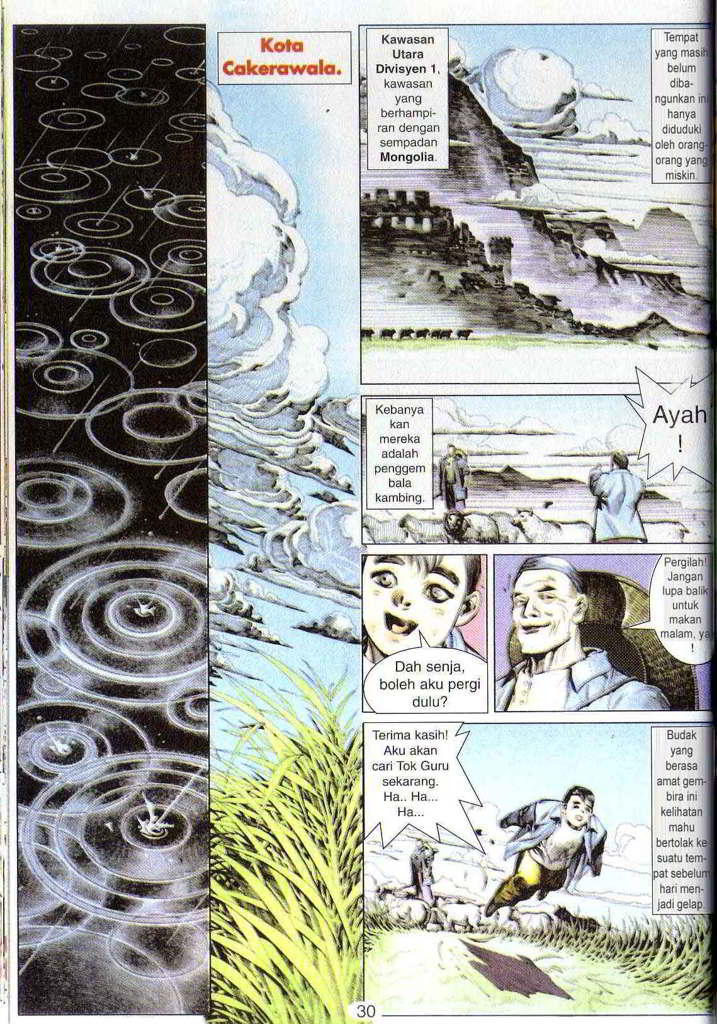 Kota
Cakerawala.
Kawasan
Utara
Divisyen 1,
kawasan
yang
berhampi-
ran dengan
sempadan
Mongolia.
Tempat
yang masih
belum
diba-
ngunkan ini
hanya
diduduki
oleh orang-
orang yang
miskin.
Kebanya
kan
mereka
adalah
penggem
bala
kambing.
Ayah
!
Dah senja,
boleh aku pergi
dulu?
Pergilah!
Jangan
lupa balik
untuk
makan
malam, ya
!
Terima kasih!
Aku akan
cari Tok Guru
sekarang.
Ha.. Ha...
Ha...
Budak
yang
berasa
amat gem-
bira ini
kelihatan
mahu
bertolak ke
suatu tem-
pat sebelum
hari men-
jadi gelap.
30